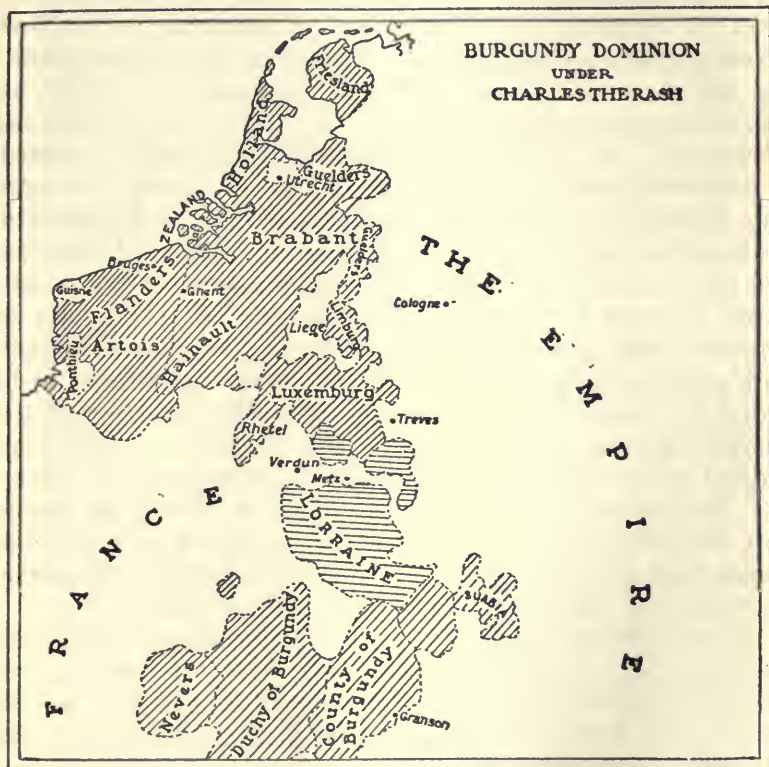 BURGUNDY DOMINION
UNDER
CHARLES THE RASH
Friesland
Holland
Guelders
Utrecht
ZEALAND
Brabant
Guelders
THE EMPIRE
Bruges
Flanders
Ghent
Guisne
Cologne
Limburg
Liege
Hainault
Artois
Ponthieu
Luxemburg
Treves
Rhetel
Verdun
Metz
FRANCE
LORRAINE
SUABIA
Nevers
Duchy of Burgundy
County of
Burgundy
Granson